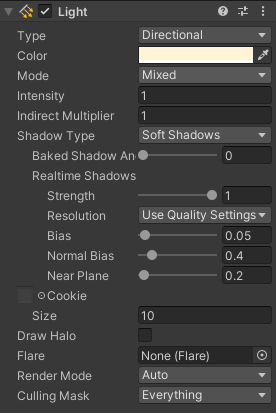 Light
Type Directional
Color
Mode Mixed
Intensity 1
Indirect Multiplier 1
Shadow Type Soft Shadows
Baked Shadow An 0
Realtime Shadows
Strength 1
Resolution Use Quality Settings
Bias 0.05
Normal Bias 0.4
Near Plane 0.2
Cookie
Size 10
Draw Halo
Flare None (Flare)
Render Mode Auto
Culling Mask Everything